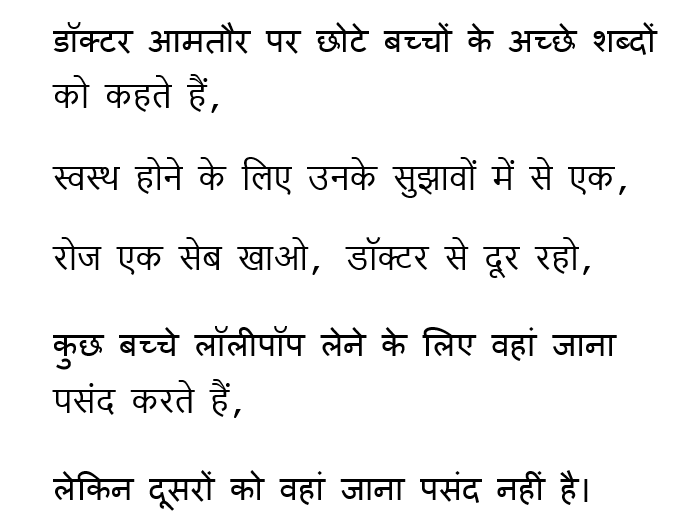 डॉक्टर आमतौर पर छोटे बच्चों के अच्छे शब्दों
को कहते हैं,
स्वस्थ होने के लिए उनके सुझावों में से एक,
रोज एक सेब खाओ, डॉक्टर से दूर रहो,
कुछ बच्चे लॉलीपॉप लेने के लिए वहां जाना
पसंद करते हैं,
लेकिन दूसरों को वहां जाना पसंद नहीं है।